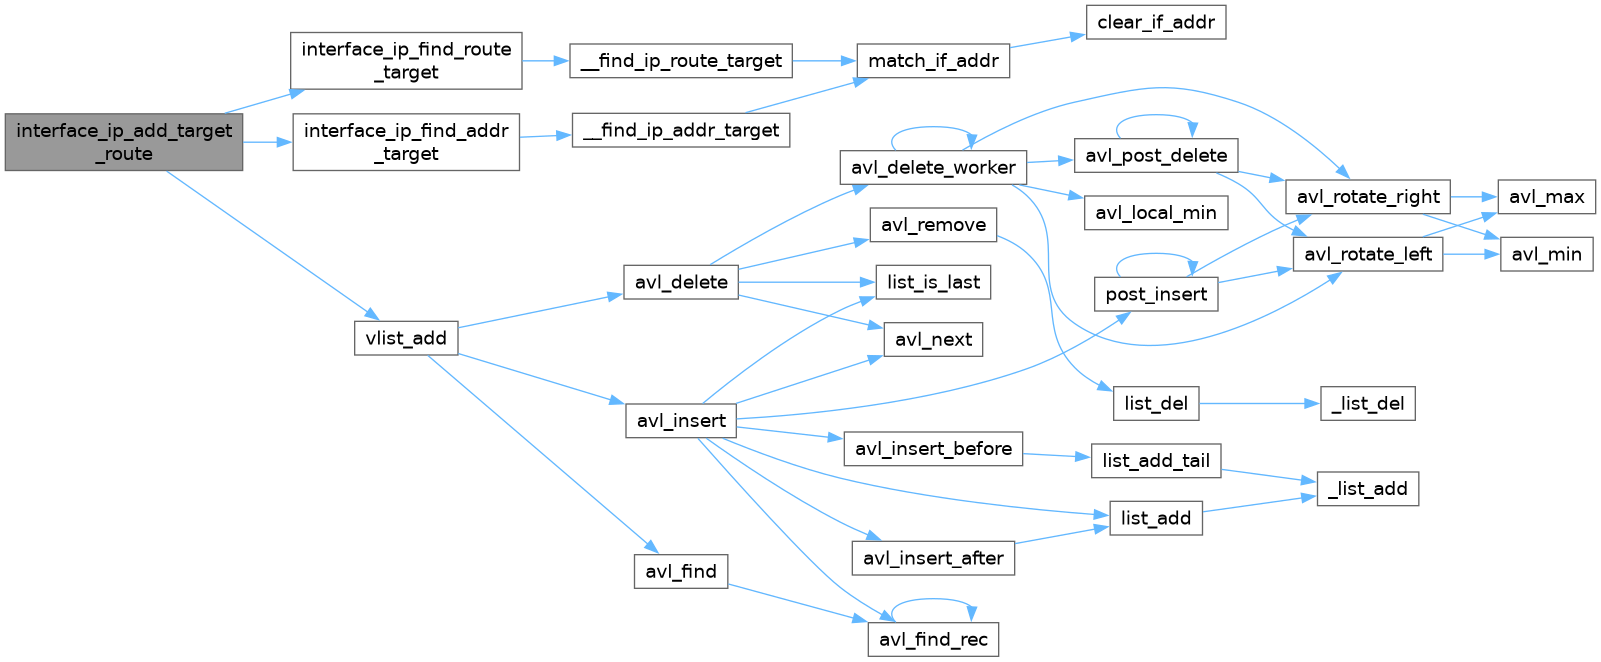 interface_ip_add_target
_route
interface_ip_find_route
_target
interface_ip_find_addr
_target
vlist_add
__find_ip_route_target
__find_ip_addr_target
avl_delete
avl_insert
avl_find
match_if_addr
avl_delete_worker
avl_remove
list_is_last
avl_next
avl_insert_before
avl_insert_after
avl_find_rec
clear_if_addr
avl_post_delete
avl_local_min
post_insert
list_del
list_add_tail
list_add
avl_rotate_right
avl_rotate_left
_list_del
_list_add
avl_max
avl_min